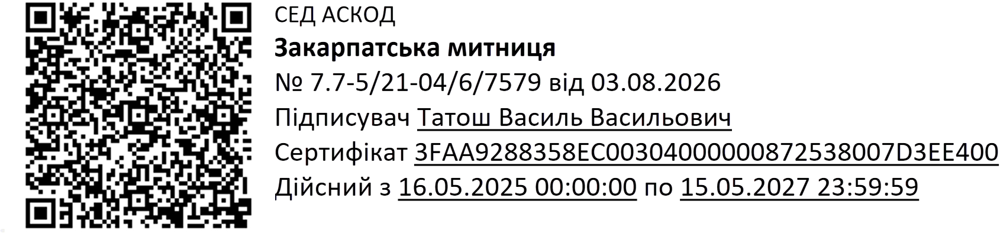 СЕД АСКОД
Закарпатська митниця
№ 7.7-5/21-04/6/7579 від 03.08.2026
Підписувач Татош Василь Васильович
Сертифікат 3FAA9288358EC003040000000872538007D3EE400
Дійсний з 16.05.2025 00:00:00 по 15.05.2027 23:59:59